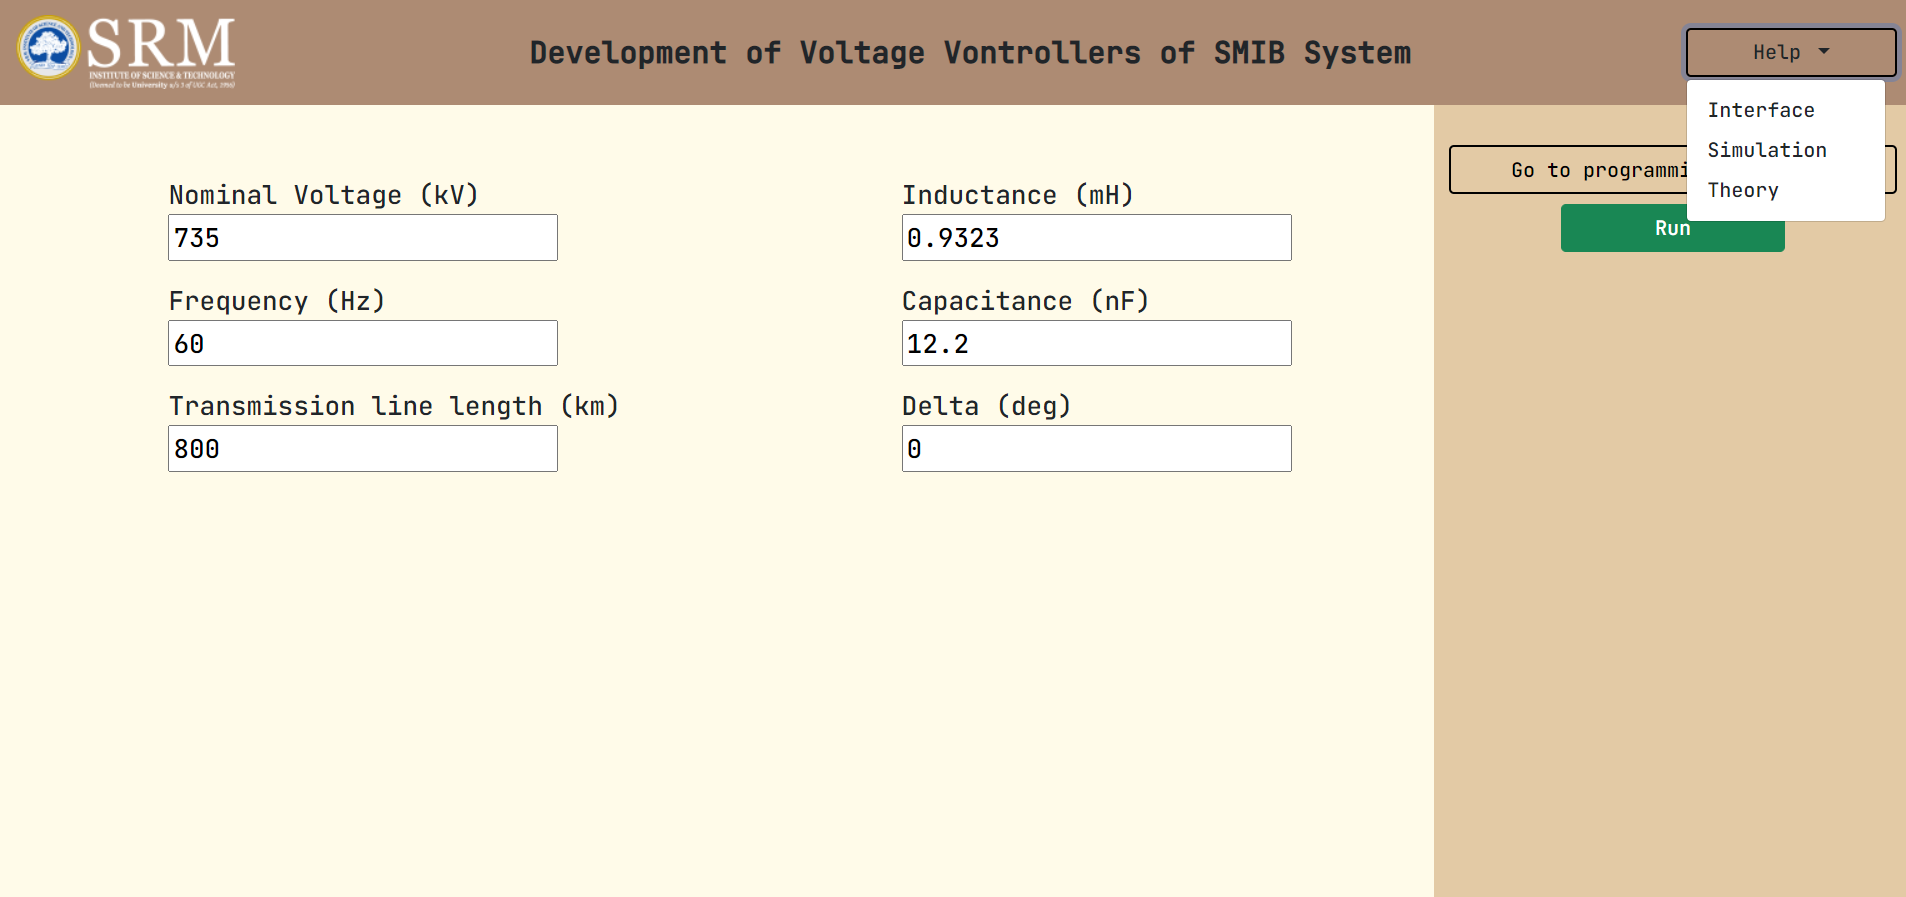 SRM
INSTITUTE OF SCIENCE & TECHNOLOGY
(Deemed to be University u/s 3 of UGC Act, 1956)
Development of Voltage Vontrollers of SMIB System
Help
Interface
Simulation
Theory
Go to programmi
Run
Nominal Voltage (kV)
735
Inductance (mH)
0.9323
Frequency (Hz)
60
Capacitance (nF)
12.2
Transmission line length (km)
800
Delta (deg)
0